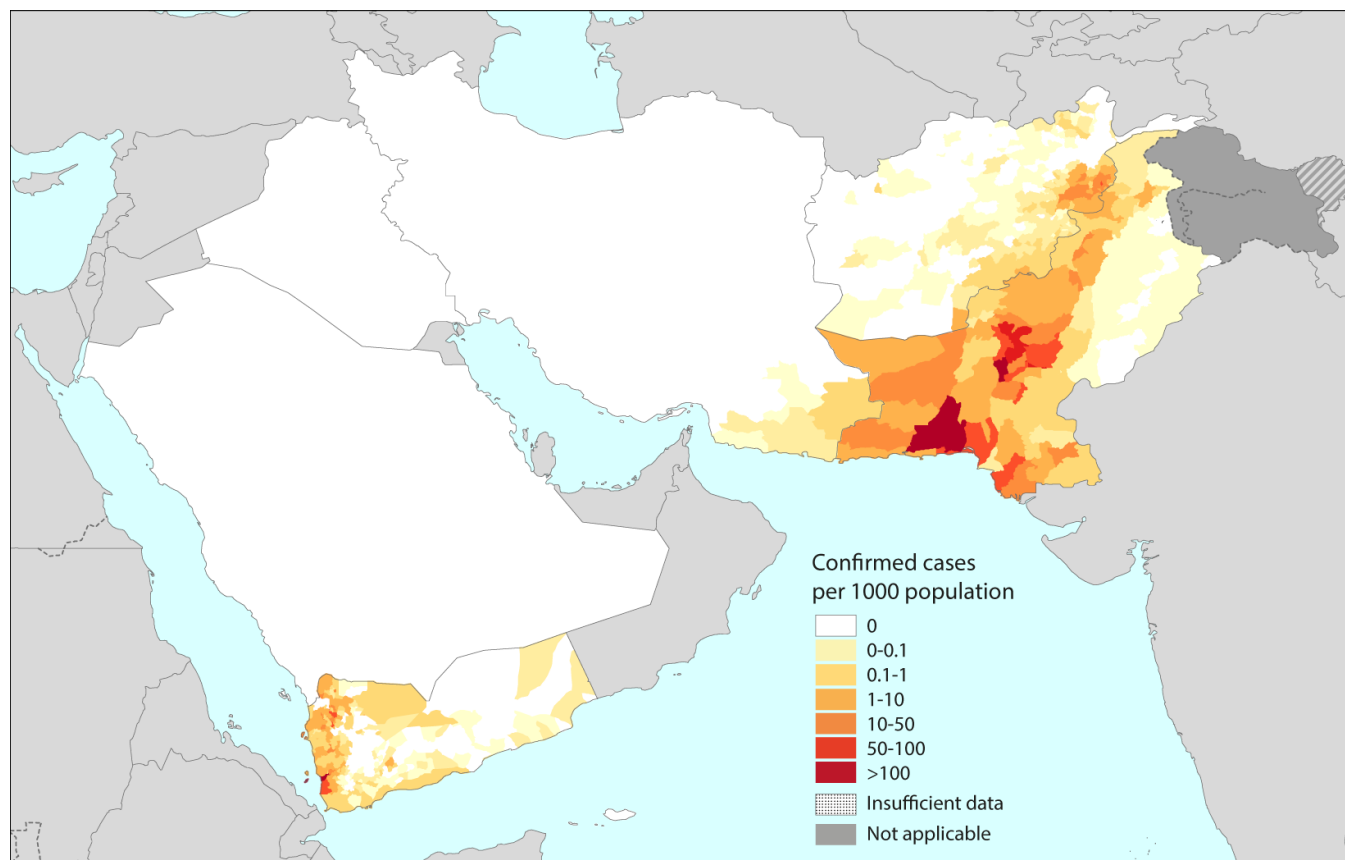 Confirmed cases
per 1000 population
0
0-0.1
0.1-1
1-10
10-50
50-100
>100
Insufficient data
Not applicable